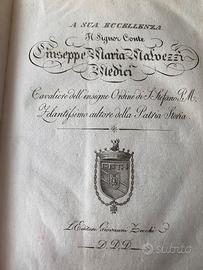 A SUA ECCELLENZA
Il Signor Conte
Giuseppe Maria Malvezzi
Medici
Cavaliere dell'insigne Ordine di S. Stefano P. M.
Zelantissimo cultore della Patria Storia
L'Editore Giovanni Zecchi
D. D. D.
subito